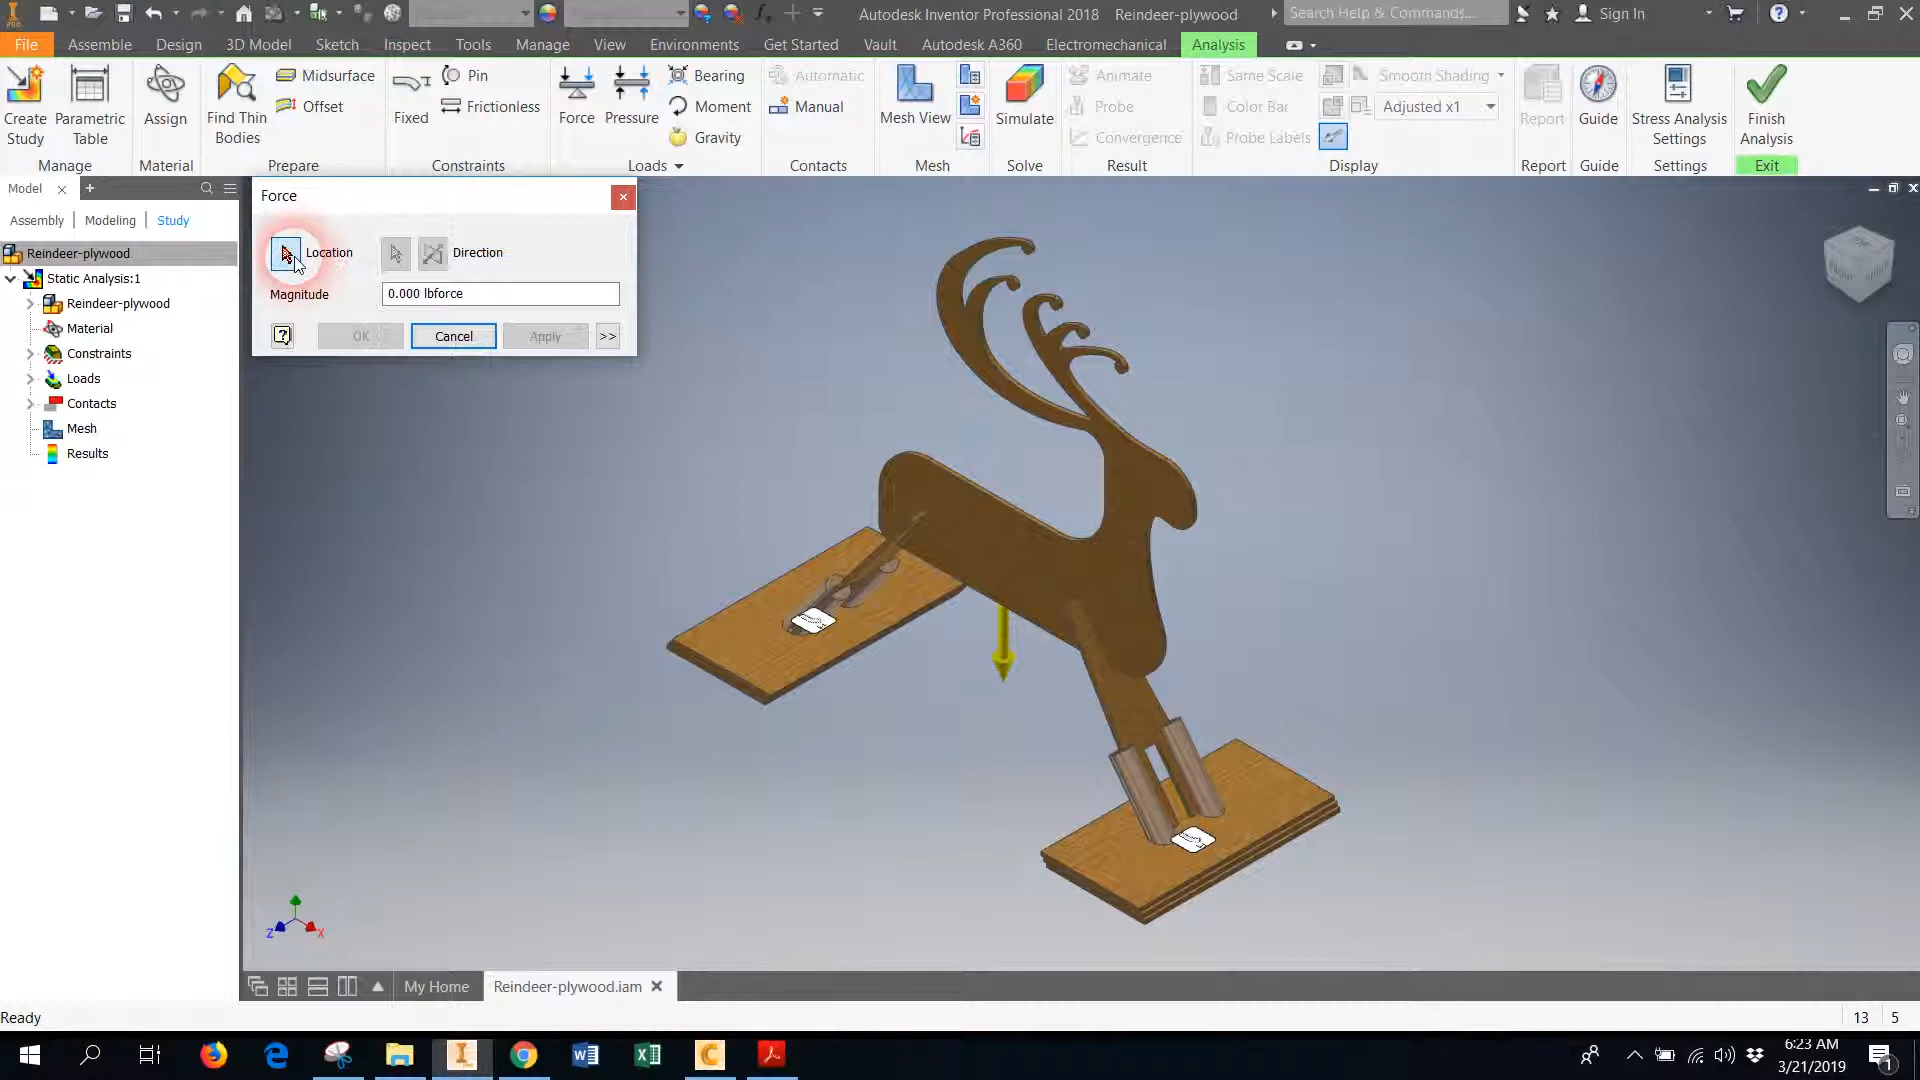 Autodesk Inventor Professional 2018 Reindeer-plywood
Search Help & Commands...
Sign In
File Assemble Design 3D Model Sketch Inspect Tools Manage View Environments Get Started Vault Autodesk A360 Electromechanical Analysis
Create Study
Parametric Table
Manage
Assign
Material
Find Thin Bodies
Midsurface
Offset
Prepare
Fixed
Pin
Frictionless
Constraints
Force
Pressure
Bearing
Moment
Gravity
Loads
Automatic
Manual
Contacts
Mesh View
Mesh
Simulate
Solve
Animate
Probe
Convergence
Result
Same Scale
Color Bar
Probe Labels
Smooth Shading
Adjusted x1
Display
Report
Report
Guide
Guide
Stress Analysis Settings
Settings
Finish Analysis
Exit
Model
Assembly | Modeling | Study
Reindeer-plywood
Static Analysis:1
Reindeer-plywood
Material
Constraints
Loads
Contacts
Mesh
Results
Force
Location
Direction
Magnitude
0.000 lbforce
OK
Cancel
Apply
>>
Z X
My Home
Reindeer-plywood.iam
Ready
13 5
6:23 AM
3/21/2019
1